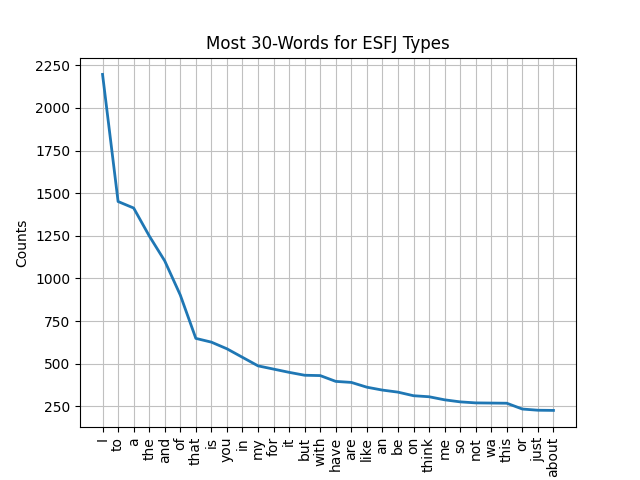 Most 30-Words for ESFJ Types
Counts
2250
2000
1750
1500
1250
1000
750
500
250
I
to
a
the
and
of
that
is
you
in
my
for
it
but
with
have
are
like
an
be
on
think
me
so
not
wa
this
or
just
about